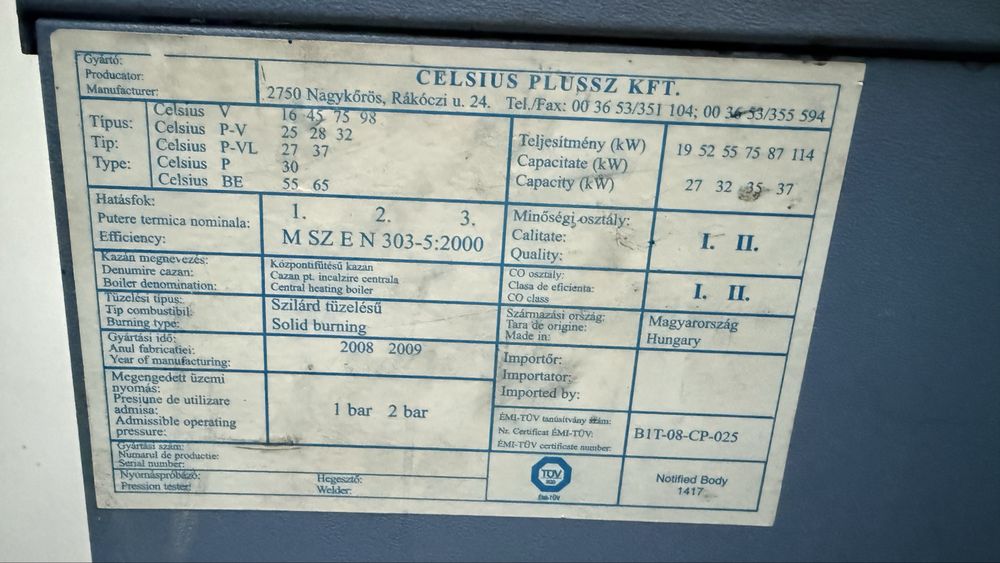 Gyártó:
Producator:
Manufacturer:
CELSIUS PLUSSZ KFT.
2750 Nagykőrös, Rákóczi u. 24. Tel./Fax: 00 36 53/351 104; 00 36 53/355 594
Típus:
Tip:
Type:
Celsius V 16 45 75 98
Celsius P-V 25 28 32
Celsius P-VL 27 37
Celsius P 30
Celsius BE 55 65
Teljesítmény (kW)
Capacitate (kW)
Capacity (kW)
19 52 55 75 87 114
27 32 35 37
Hatásfok:
Putere termica nominala:
Efficiency:
1. 2. 3.
M SZ E N 303-5:2000
Minőségi osztály:
Calitate:
Quality:
I. II.
Kazán megnevezés:
Denumire cazan:
Boiler denomination:
Központifűtésű kazán
Cazan pt. incalzire centrala
Central heating boiler
CO osztály:
Clasa de eficienta:
CO class
I. II.
Tüzelési típus:
Tip combustibil:
Burning type:
Szilárd tüzelésű
Solid burning
Származási ország:
Tara de origine:
Made in:
Magyarország
Hungary
Gyártási idő:
Anul fabricatiei:
Year of manufacturing:
2008 2009
Importőr:
Importator:
Imported by:
Megengedett üzemi
nyomás:
Presiune de utilizare
admisa:
Admissible operating
pressure:
1 bar 2 bar
ÉMI-TÜV tanúsítvány szám:
Nr. Certificat ÉMI-TÜV:
ÉMI-TÜV certificate number:
B1T-08-CP-025
Gyártási szám:
Numarul de productie:
Serial number:
Nyomáspróbázó:
Pression tester:
Hegesztő:
Welder:
TÜV
SÜD
ÉMI-TÜV
Notified Body
1417